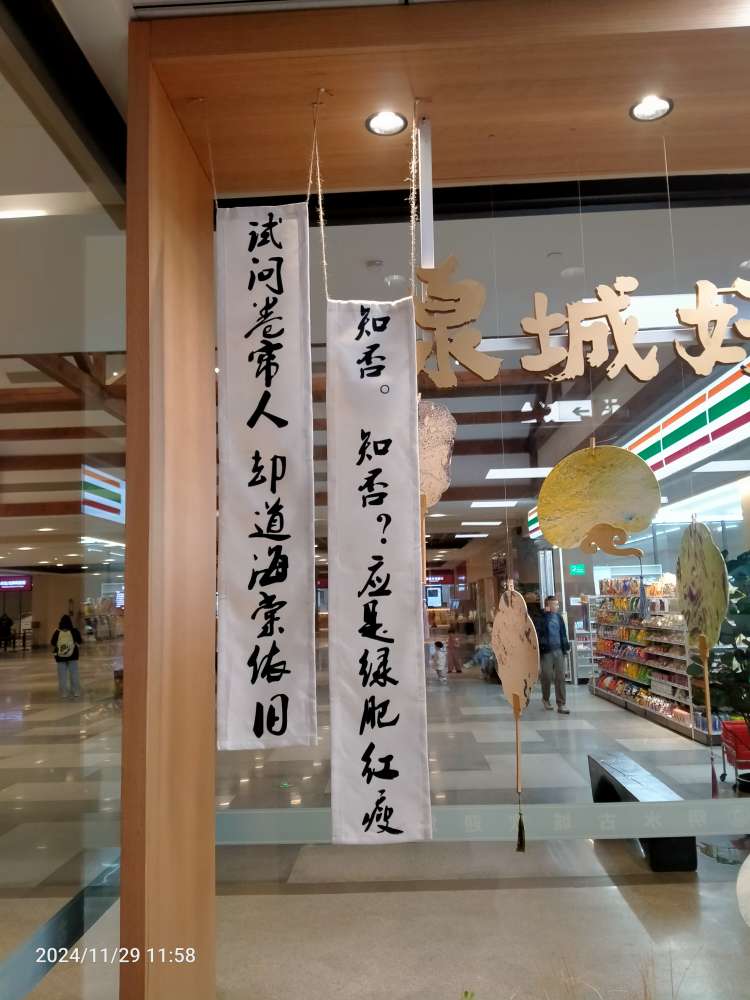 试问卷帘人 却道海棠依旧
知否。 知否？应是绿肥红瘦
泉城好
2024/11/29 11:58